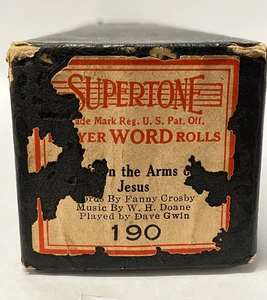 SUPERTONE
ade Mark Reg. U. S. Pat. Off.
YER WORD ROLLS
n the Arms o
Jesus
ords By Fanny Crosby
Music By W. H. Doane
Played by Dave Gwin
190